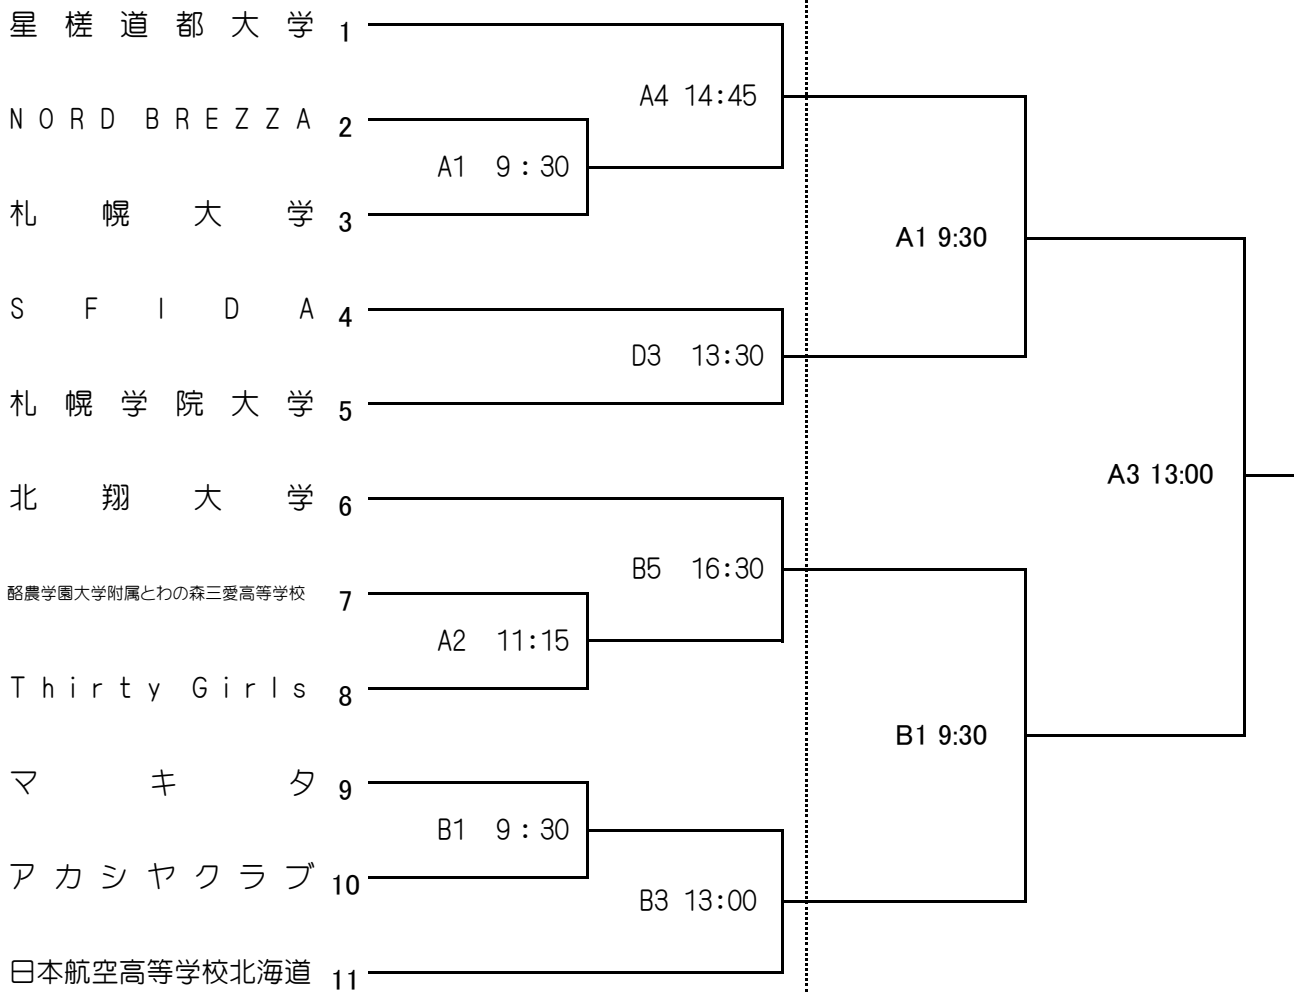 星槎道都大学 1
A4 14:45
NORD BREZZA 2
A1 9:30
札幌大学 3
A1 9:30
SFIDA 4
D3 13:30
札幌学院大学 5
A3 13:00
北翔大学 6
B5 16:30
酪農学園大学附属とわの森三愛高等学校 7
A2 11:15
Thirty Girls 8
B1 9:30
マキタ 9
B1 9:30
アカシヤクラブ 10
B3 13:00
日本航空高等学校北海道 11